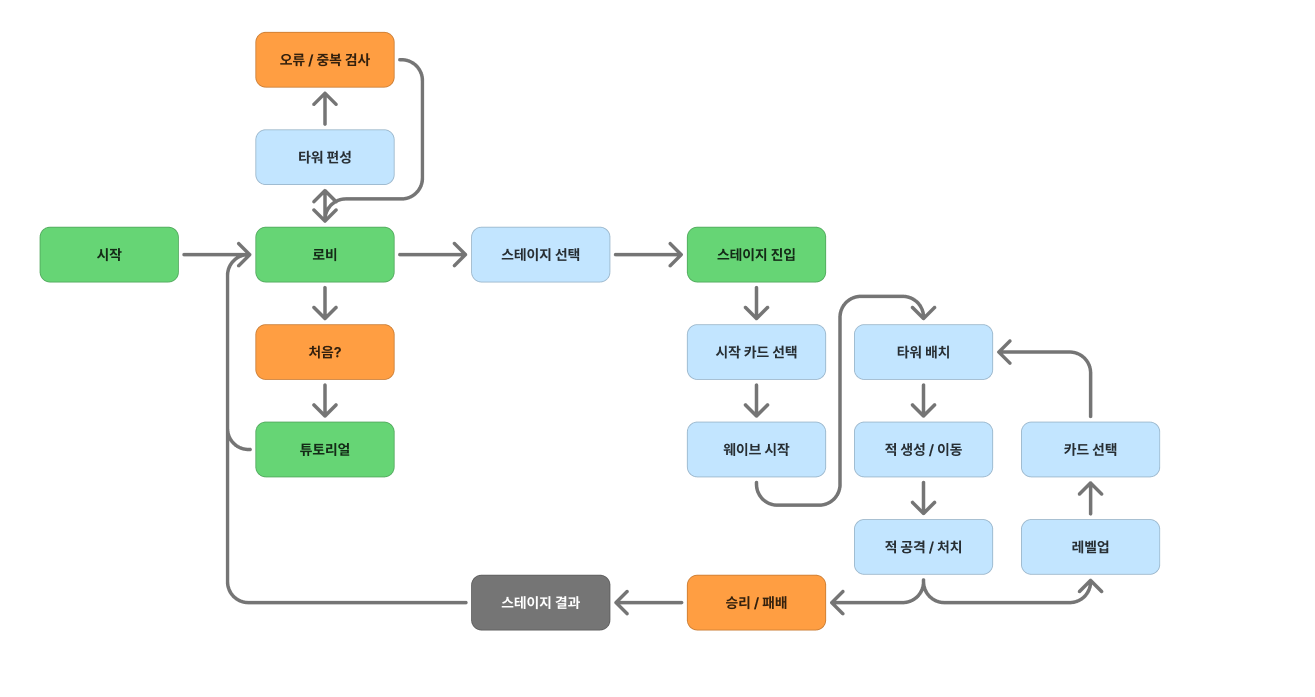 오류 / 중복 검사
타워 편성
시작
로비
스테이지 선택
스테이지 진입
처음?
시작 카드 선택
타워 배치
튜토리얼
웨이브 시작
적 생성 / 이동
카드 선택
적 공격 / 처치
레벨업
스테이지 결과
승리 / 패배